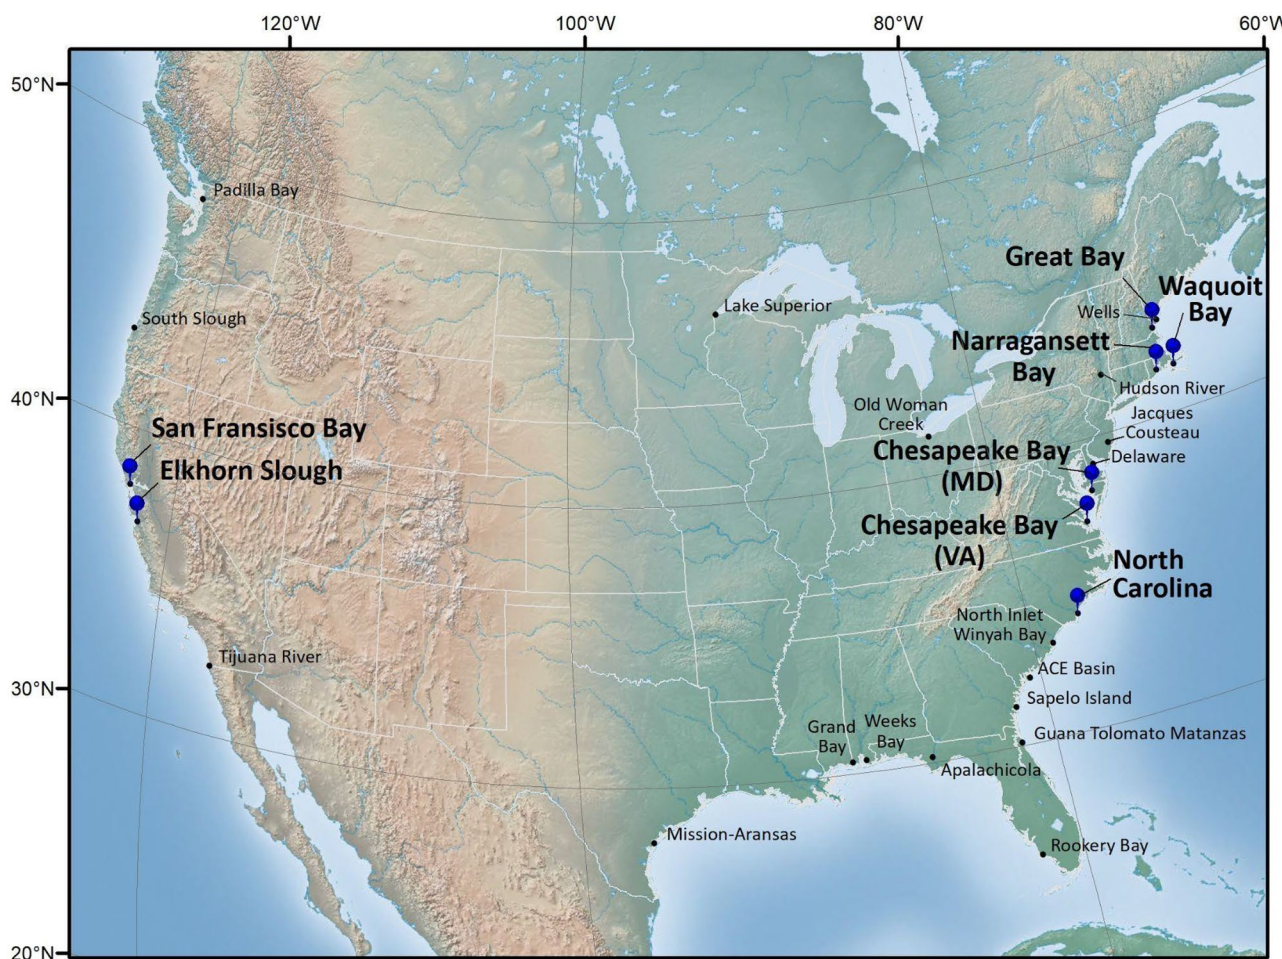 120°W
100°W
80°W
60°W
50°N
40°N
30°N
20°N
Padilla Bay
South Slough
San Fransisco Bay
Elkhorn Slough
Tijuana River
Lake Superior
Great Bay
Wells
Waquoit
Bay
Narragansett
Bay
Hudson River
Old Woman
Creek
Jacques
Cousteau
Delaware
Chesapeake Bay
(MD)
Chesapeake Bay
(VA)
North
Carolina
North Inlet
Winyah Bay
ACE Basin
Sapelo Island
Guana Tolomato Matanzas
Grand
Bay
Weeks
Bay
Apalachicola
Mission-Aransas
Rookery Bay